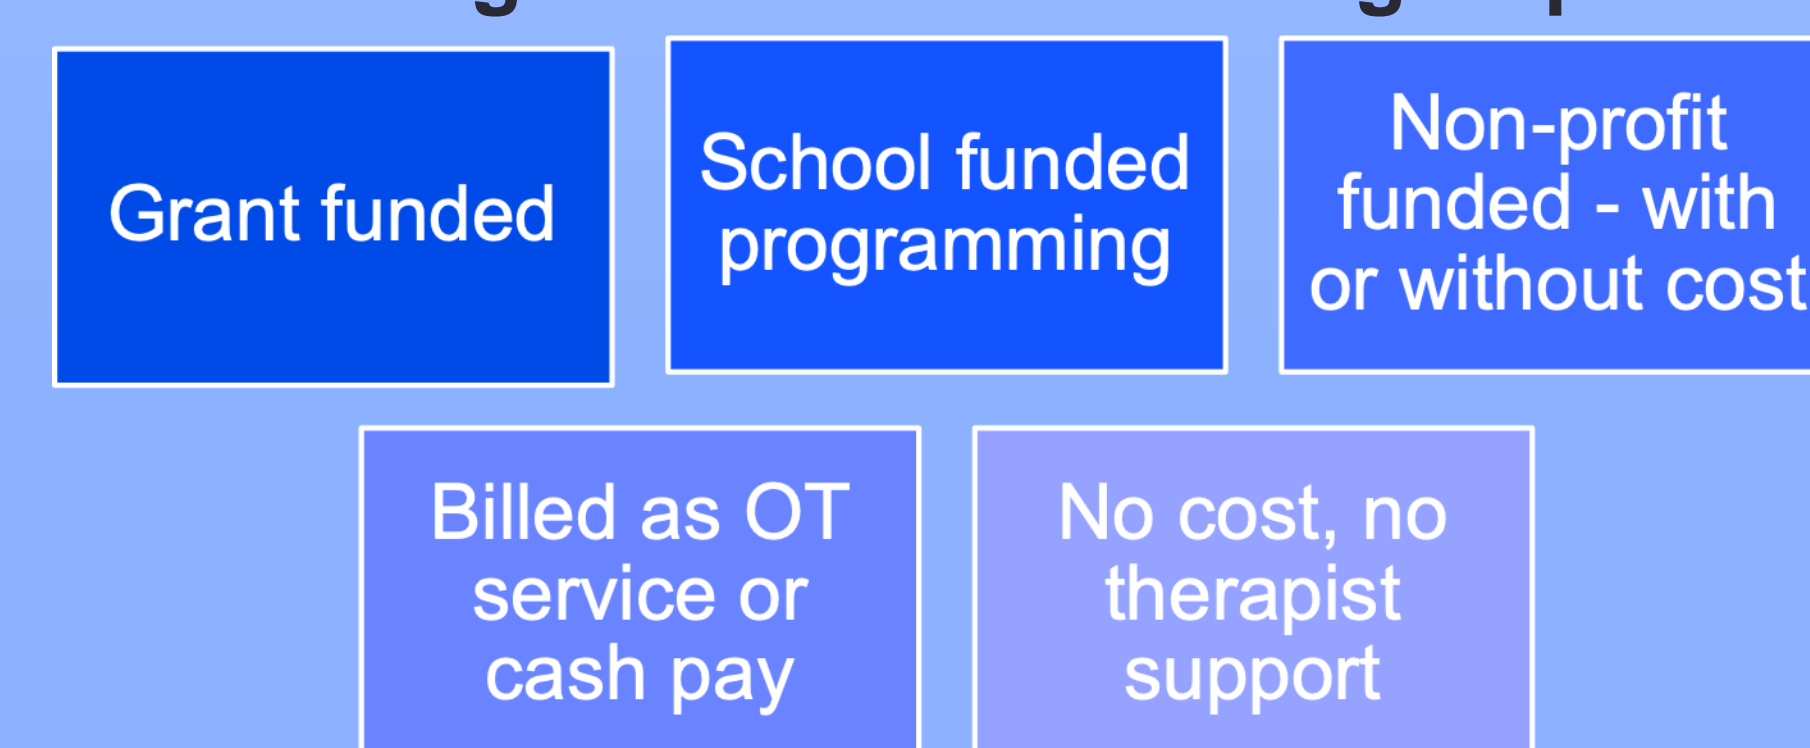 Grant funded
School funded
programming
Non-profit
funded - with
or without cost
Billed as OT
service or
cash pay
No cost, no
therapist
support